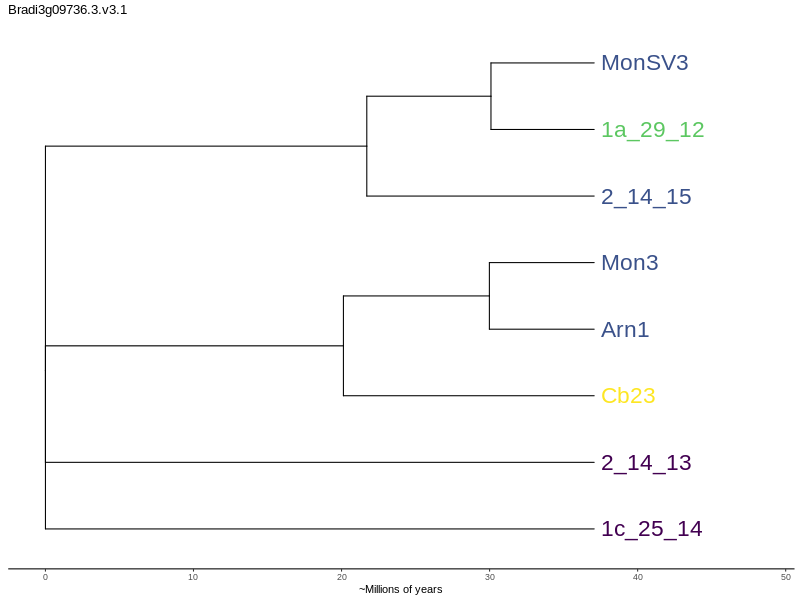 Bradi3g09736.3.v3.1
MonSV3
1a_29_12
2_14_15
Mon3
Arn1
Cb23
2_14_13
1c_25_14
0 10 20 30 40 50
~Millions of years